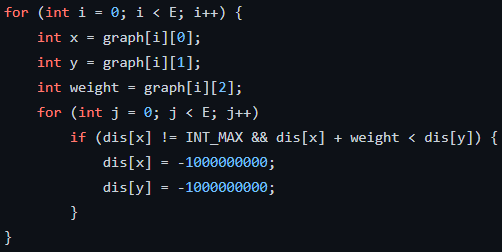 for (int i = 0; i < E; i++) {
    int x = graph[i][0];
    int y = graph[i][1];
    int weight = graph[i][2];
    for (int j = 0; j < E; j++)
        if (dis[x] != INT_MAX && dis[x] + weight < dis[y]) {
            dis[x] = -1000000000;
            dis[y] = -1000000000;
        }
}